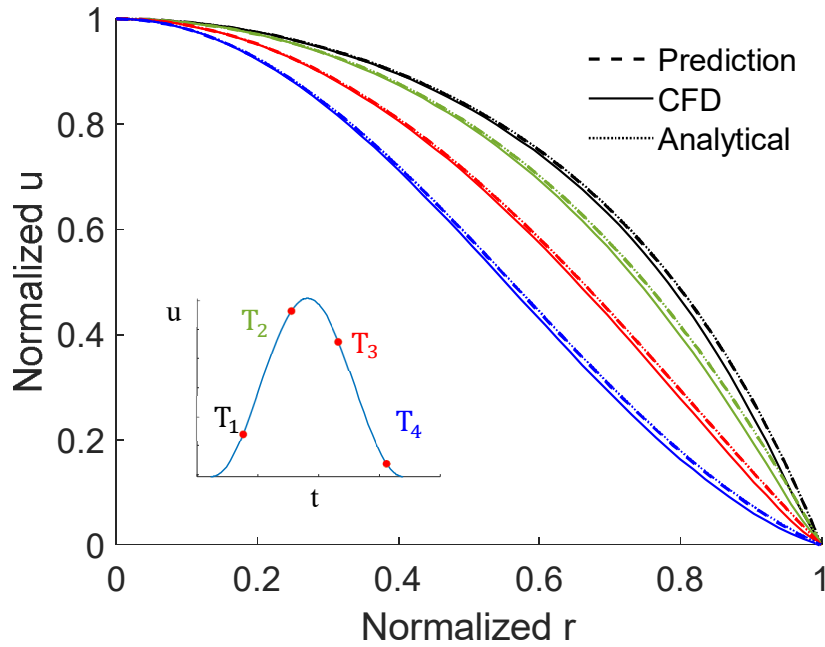 1
0.8
0.6
0.4
0.2
0
Normalized u
Prediction
CFD
Analytical
u
T2
T3
T1
T4
t
0
0.2
0.4
0.6
0.8
1
Normalized r